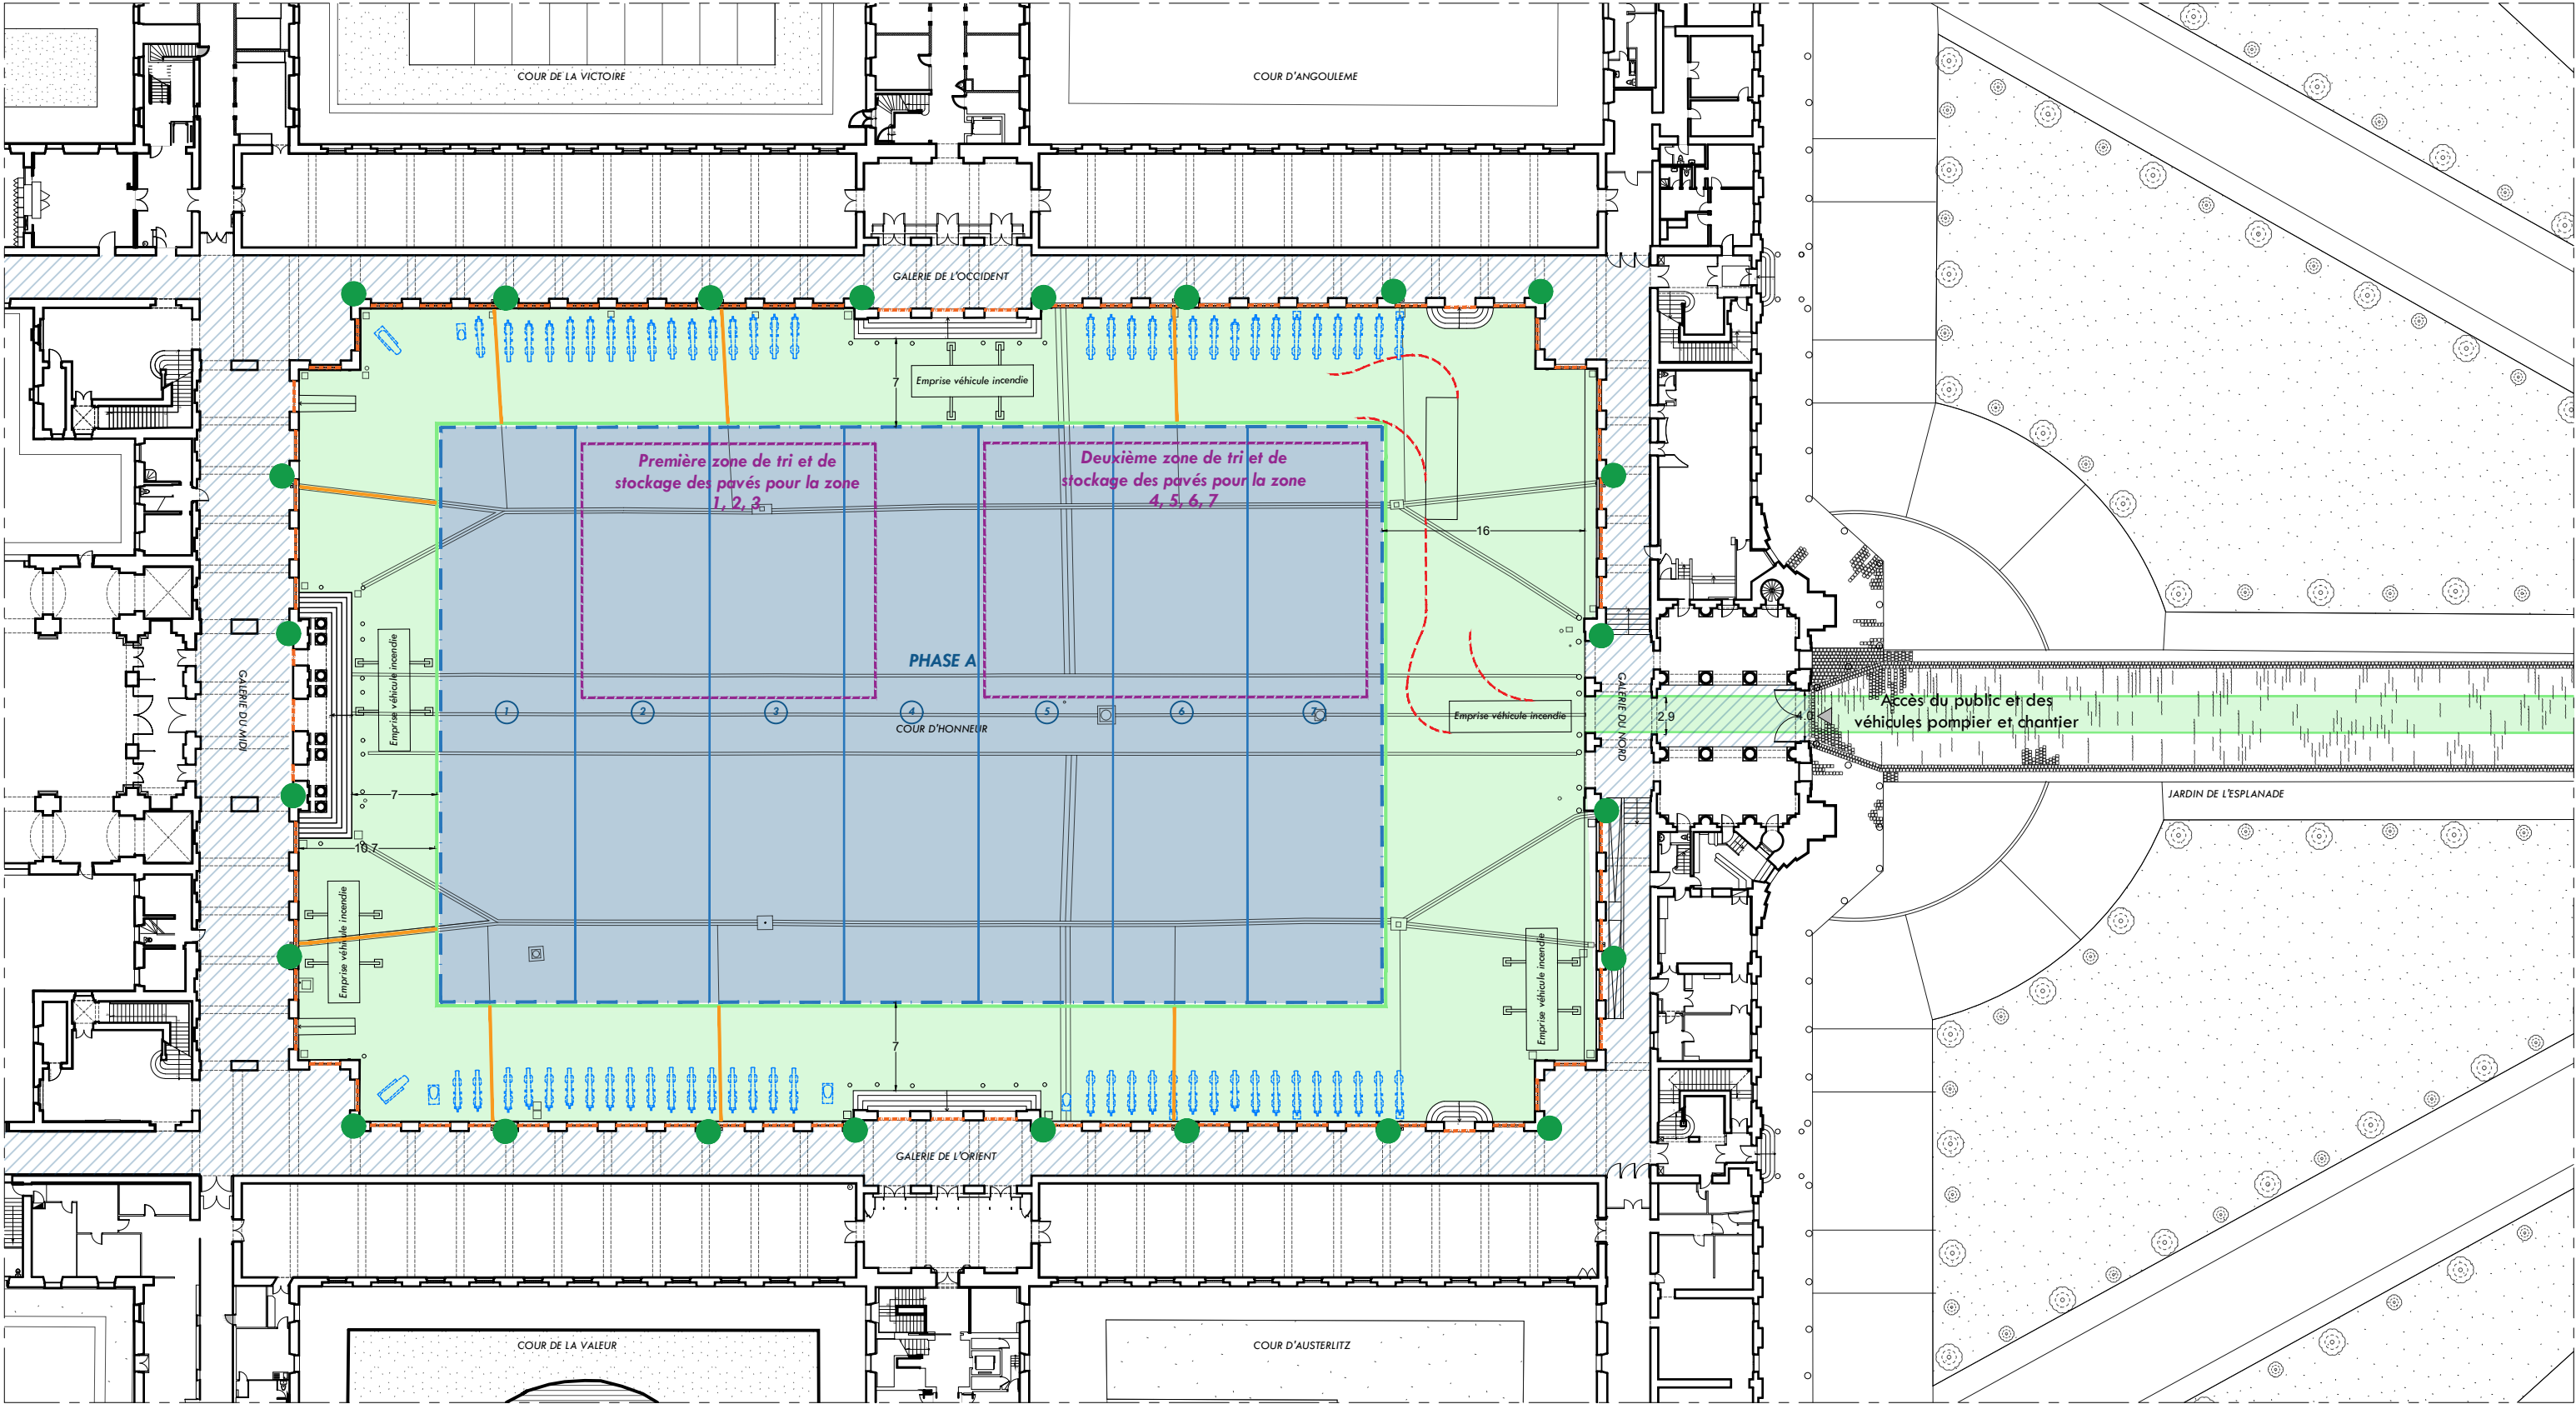 COUR DE LA VICTOIRE
COUR D'ANGOULEME
GALERIE DE L'OCCIDENT
7
Emprise véhicule incendie
Première zone de tri et de
stockage des pavés pour la zone
1, 2, 3
Deuxième zone de tri et de
stockage des pavés pour la zone
4, 5, 6, 7
16
PHASE A
GALERIE DU MIDI
Emprise véhicule incendie
1
2
3
4
5
6
7
COUR D'HONNEUR
Emprise véhicule incendie
GALERIE DU NORD
2.9
4.0
Accès du public et des
véhicules pompier et chantier
7
JARDIN DE L'ESPLANADE
10.7
Emprise véhicule incendie
Emprise véhicule incendie
7
GALERIE DE L'ORIENT
COUR DE LA VALEUR
COUR D'AUSTERLITZ